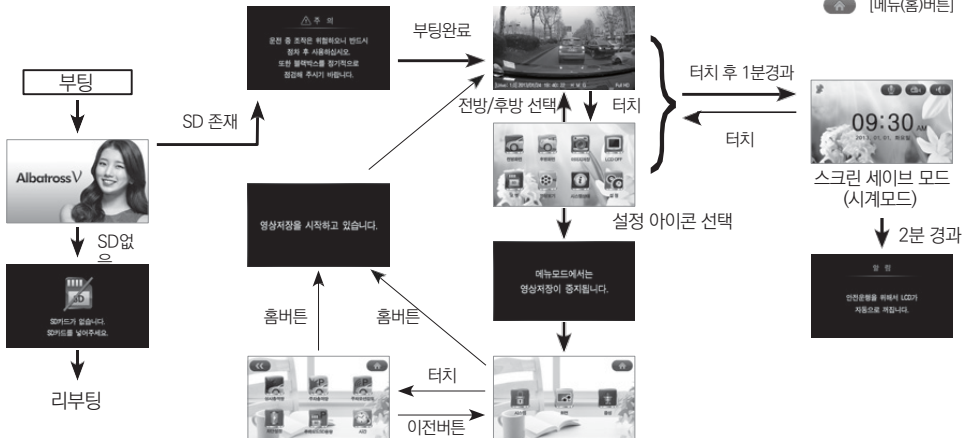 [메뉴(홈)버튼]
부팅
Albatross V
SD없
음
SD
SD카드가 없습니다.
SD카드를 넣어주세요.
리부팅
SD 존재
주 의
운전 중 조작은 위험하오니 반드시
정차 후 사용하십시오.
또한 블랙박스를 정기적으로
점검해 주시기 바랍니다.
부팅완료
전방/후방 선택
터치
LCD OFF
설정 아이콘 선택
영상저장을 시작하고 있습니다.
메뉴모드에서는
영상저장이 중지됩니다.
홈버튼
홈버튼
터치
이전버튼
터치 후 1분경과
터치
09:30 AM
스크린 세이브 모드
(시계모드)
2분 경과
알 림
안전운행을 위해서 LCD가
자동으로 꺼집니다.